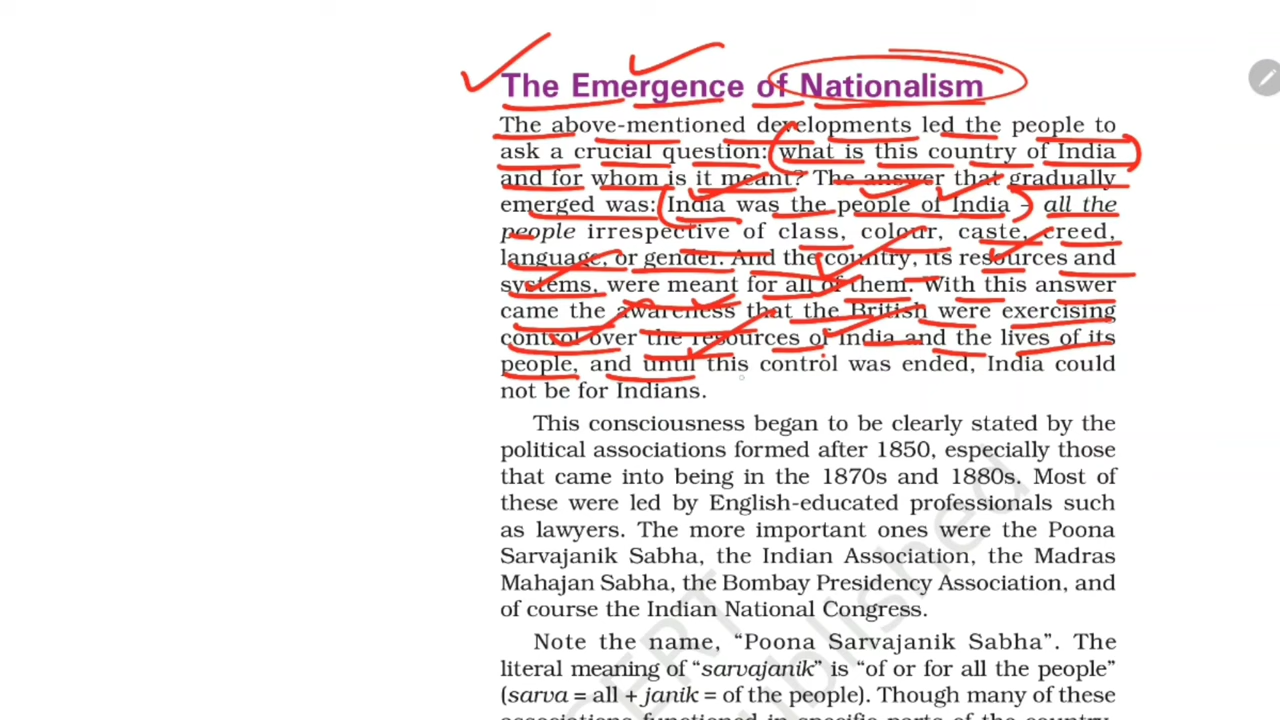 The Emergence of Nationalism
The above-mentioned developments led the people to
ask a crucial question: what is this country of India
and for whom is it meant? The answer that gradually
emerged was: India was the people of India – all the
people irrespective of class, colour, caste, creed,
language, or gender. And the country, its resources and
systems, were meant for all of them. With this answer
came the awareness that the British were exercising
control over the resources of India and the lives of its
people, and until this control was ended, India could
not be for Indians.
This consciousness began to be clearly stated by the
political associations formed after 1850, especially those
that came into being in the 1870s and 1880s. Most of
these were led by English-educated professionals such
as lawyers. The more important ones were the Poona
Sarvajanik Sabha, the Indian Association, the Madras
Mahajan Sabha, the Bombay Presidency Association, and
of course the Indian National Congress.
Note the name, “Poona Sarvajanik Sabha”. The
literal meaning of “sarvajanik” is “of or for all the people”
(sarva = all + janik = of the people). Though many of these